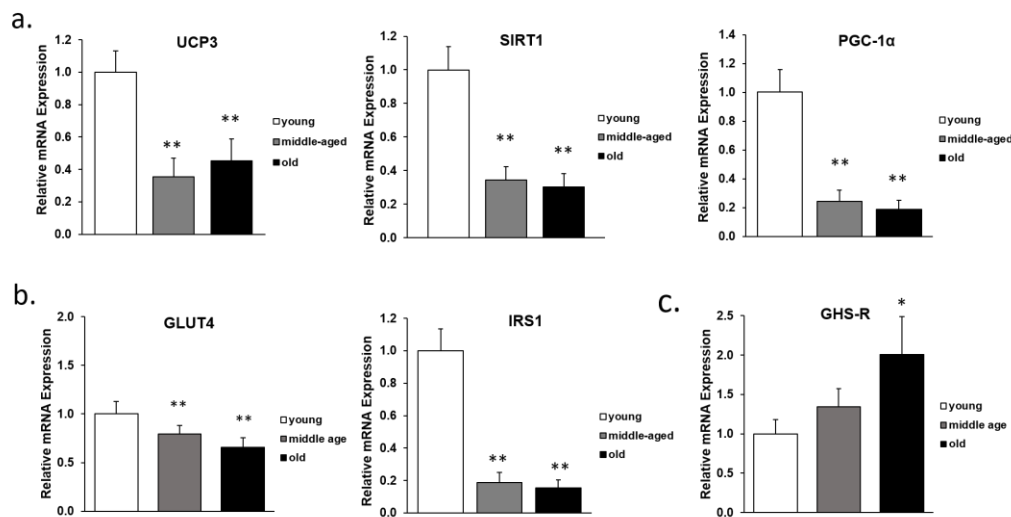 a.
UCP3
Relative mRNA Expression
1.2
1.0
0.8
0.6
0.4
0.2
0.0
**
**
young
middle-aged
old
SIRT1
Relative mRNA Expression
1.2
1.0
0.8
0.6
0.4
0.2
0.0
**
**
young
middle-aged
old
PGC-1α
Relative mRNA Expression
1.4
1.2
1.0
0.8
0.6
0.4
0.2
0.0
**
**
young
middle-aged
old
b.
GLUT4
Relative mRNA Expression
2.0
1.5
1.0
0.5
0.0
**
**
young
middle age
old
IRS1
Relative mRNA Expression
1.2
1.0
0.8
0.6
0.4
0.2
0.0
**
**
young
middle-aged
old
c.
GHS-R
Relative mRNA Expression
2.5
2.0
1.5
1.0
0.5
0.0
*
young
middle age
old